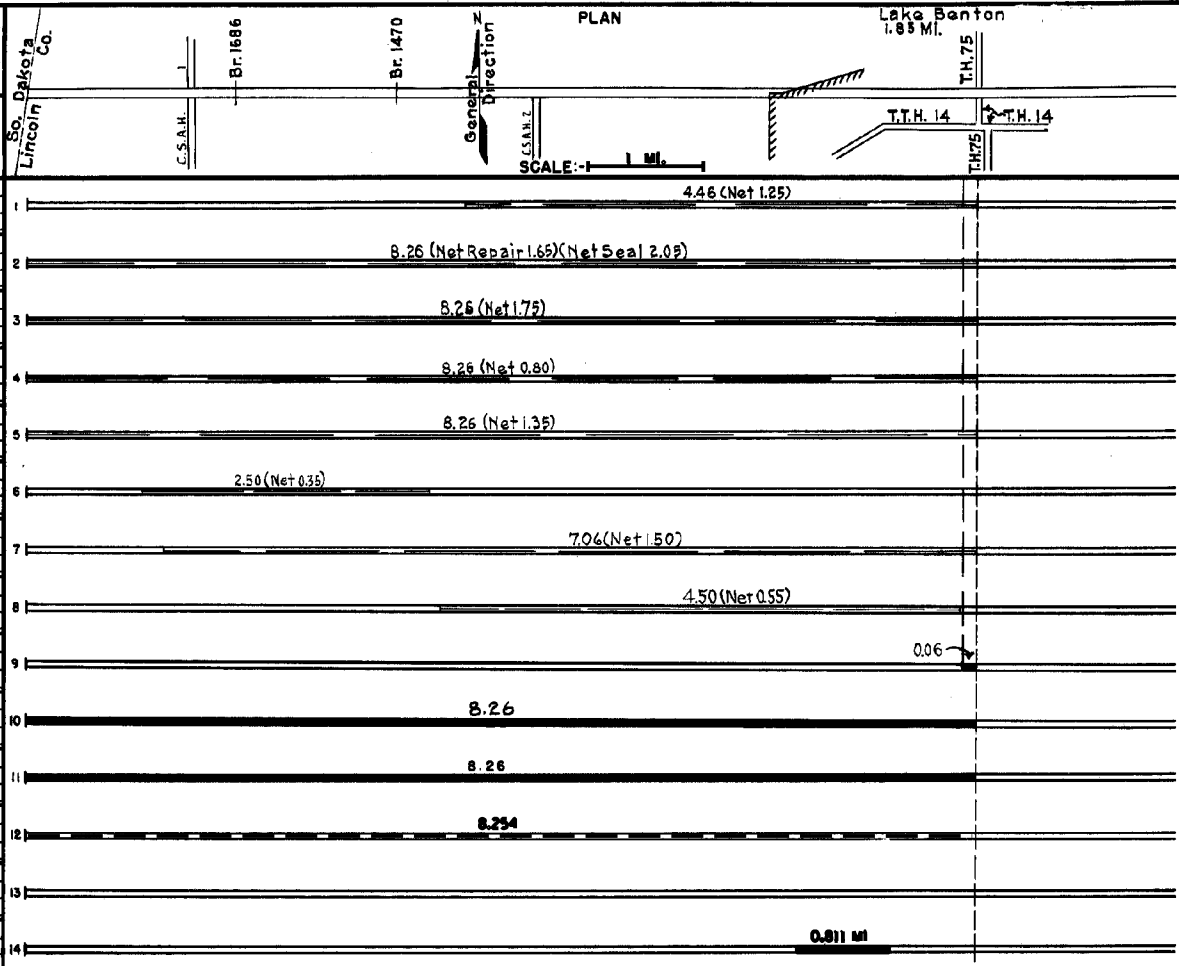 PLAN
Lake Benton
1.85 MI.
So. Dakota
Lincoln Co.
C.S.A.H. 1
Br. 1686
Br. 1470
N
General Direction
C.S.A.H. 2
SCALE:- 1 MI.
T.H. 75
T.T.H. 14
T.H. 14
T.H. 75
1 4.46 (Net 1.25)
2 8.26 (Net Repair 1.65)(Net Seal 2.05)
3 8.26 (Net 1.75)
4 8.26 (Net 0.80)
5 8.26 (Net 1.35)
6 2.50 (Net 0.35)
7 7.06 (Net 1.50)
8 4.50 (Net 0.55)
9 0.06
10 8.26
11 8.26
12 8.254
13
14 0.811 MI